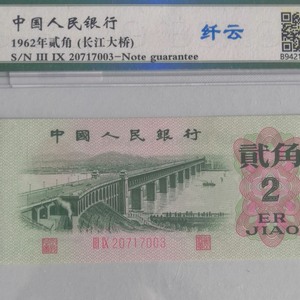 中国人民银行
1962年贰角 (长江大桥)
S/N III IX 20717003-Note guarantee
纤云
B9421
中国人民银行
贰角
2
ER
JIAO
III IX 20717003